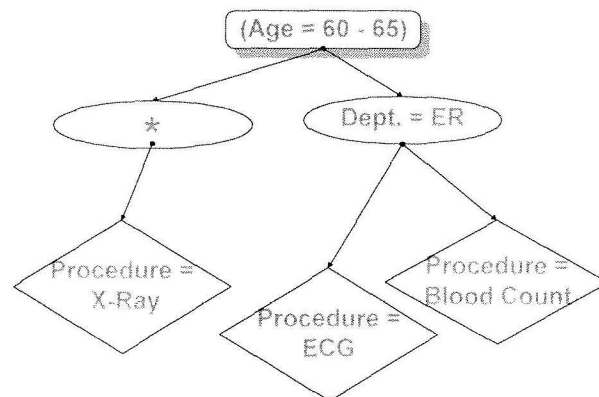 (Age = 60 - 65)
*
Dept. = ER
Procedure =
X-Ray
Procedure =
ECG
Procedure =
Blood Count